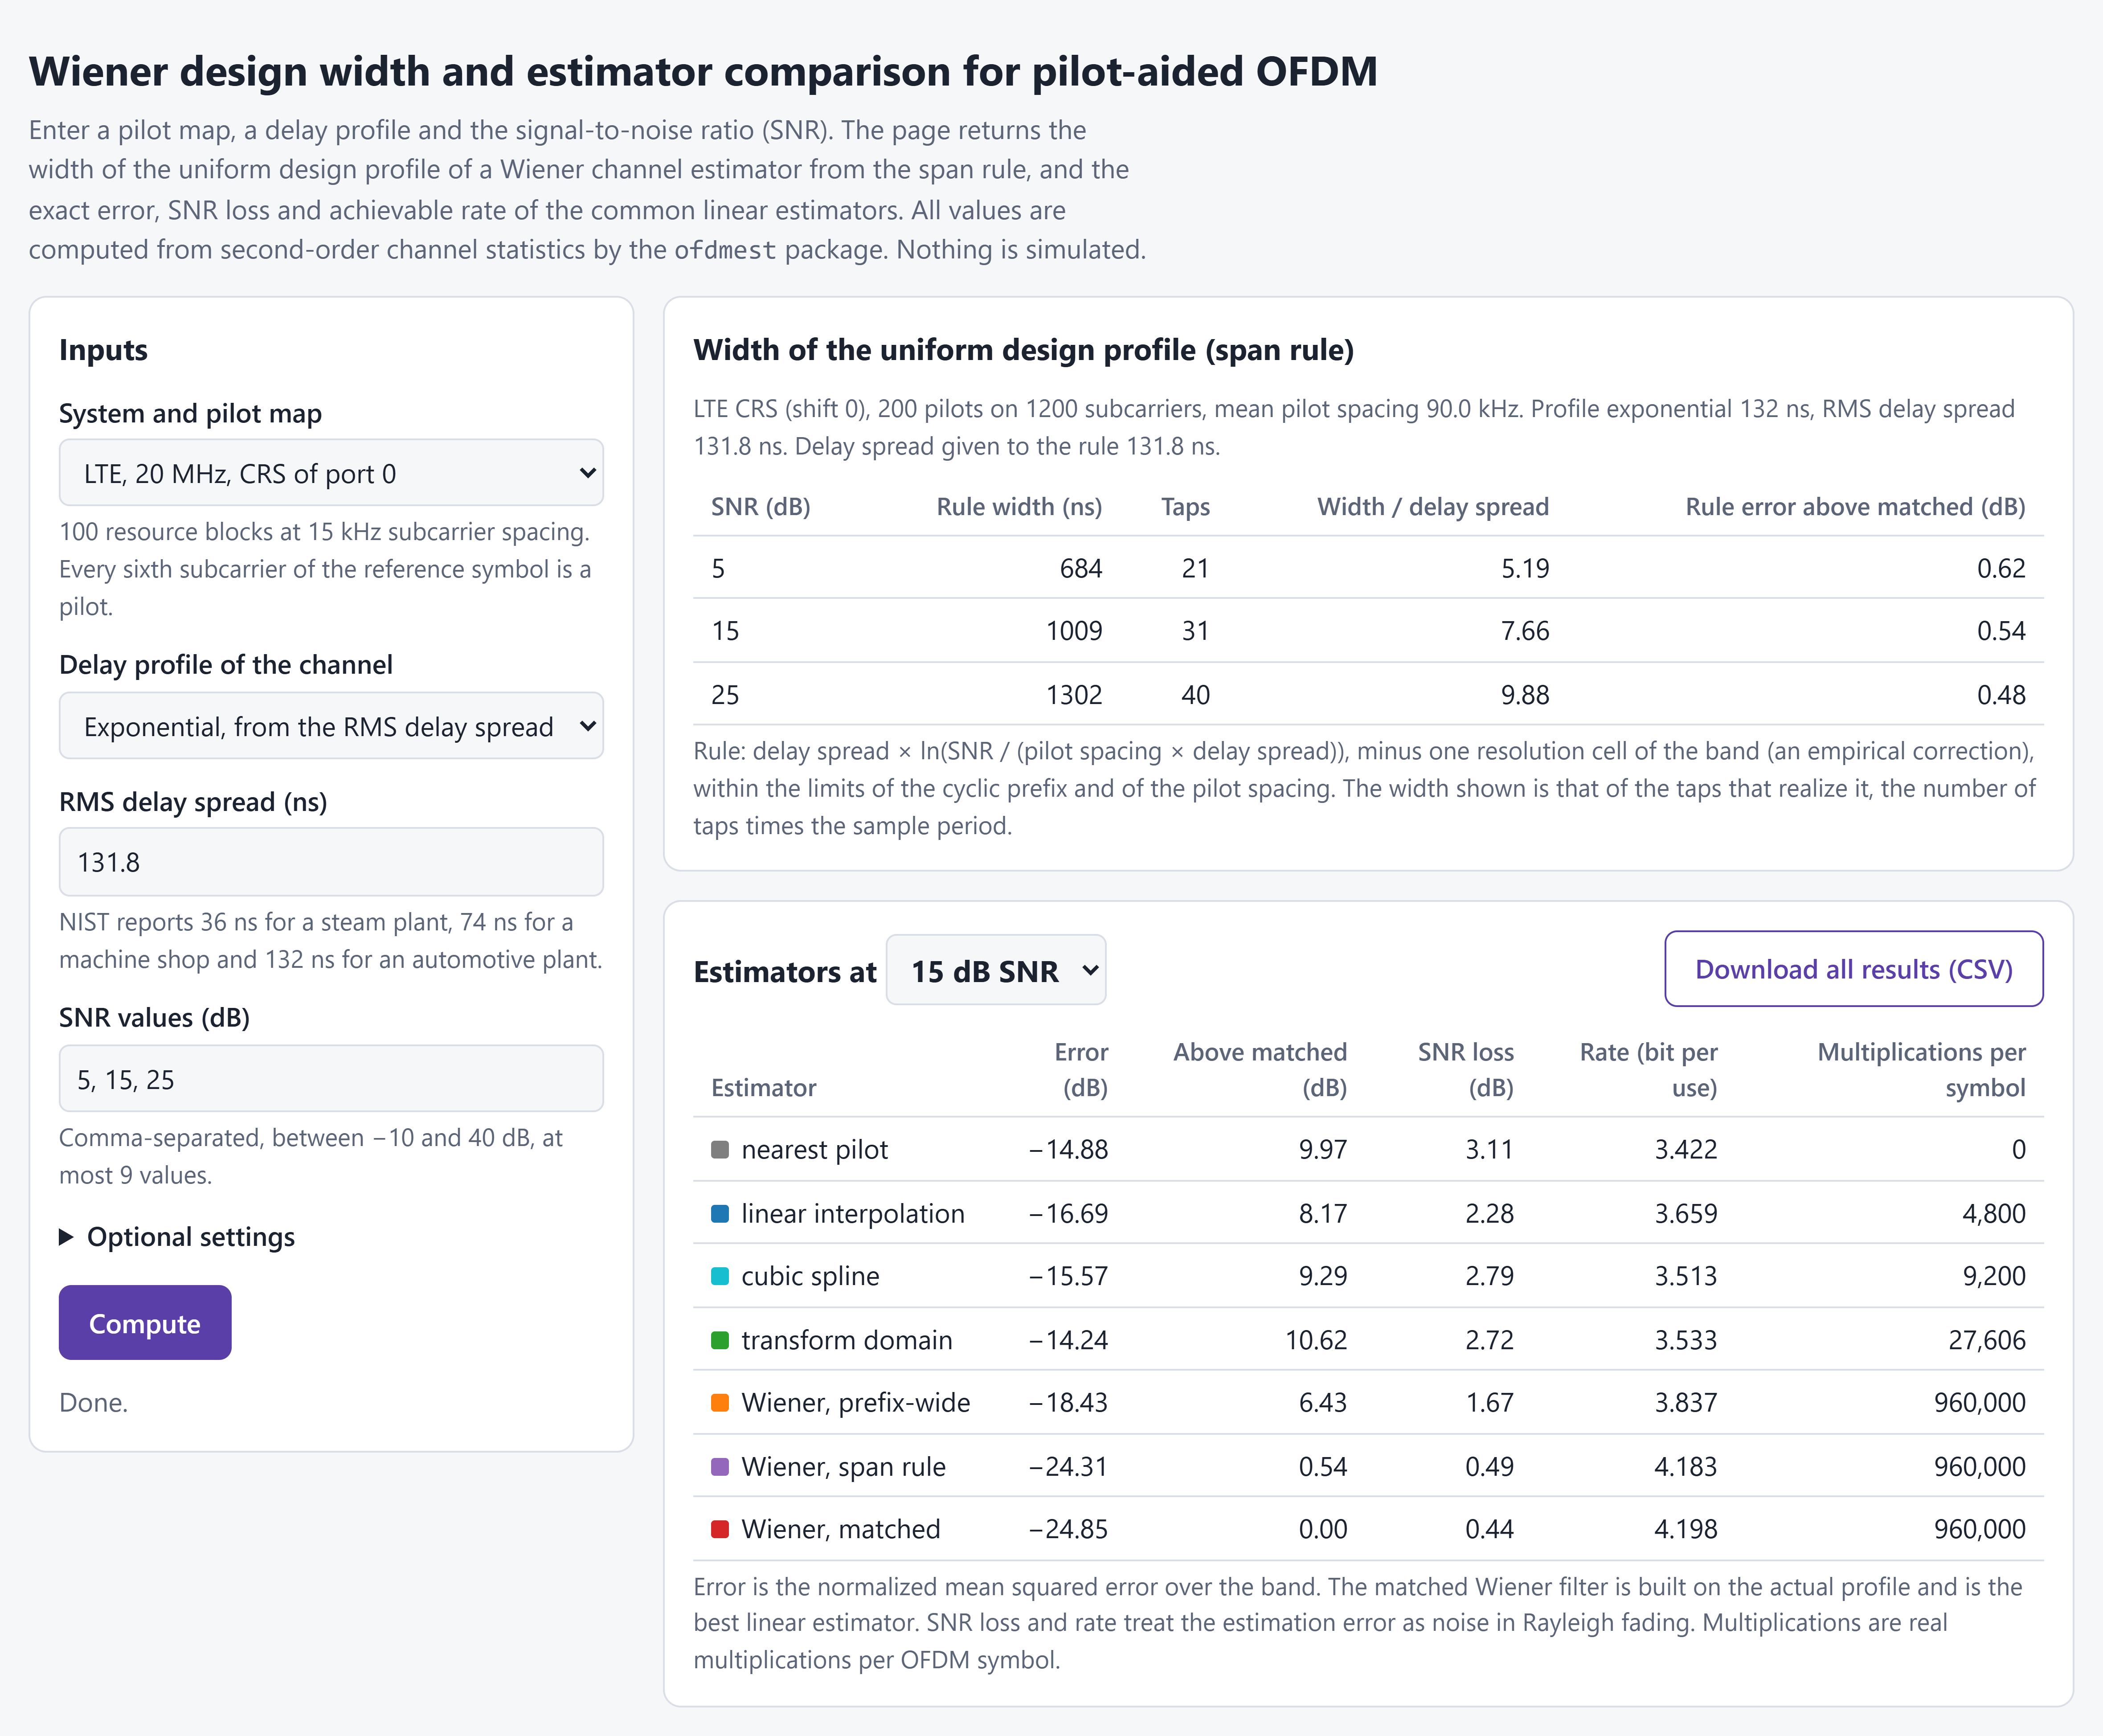 Wiener design width and estimator comparison for pilot-aided OFDM
Enter a pilot map, a delay profile and the signal-to-noise ratio (SNR). The page returns the
width of the uniform design profile of a Wiener channel estimator from the span rule, and the
exact error, SNR loss and achievable rate of the common linear estimators. All values are
computed from second-order channel statistics by the ofdmest package. Nothing is simulated.
Inputs
System and pilot map
LTE, 20 MHz, CRS of port 0
100 resource blocks at 15 kHz subcarrier spacing.
Every sixth subcarrier of the reference symbol is a
pilot.
Delay profile of the channel
Exponential, from the RMS delay spread
RMS delay spread (ns)
131.8
NIST reports 36 ns for a steam plant, 74 ns for a
machine shop and 132 ns for an automotive plant.
SNR values (dB)
5, 15, 25
Comma-separated, between −10 and 40 dB, at
most 9 values.
Optional settings
Compute
Done.
Width of the uniform design profile (span rule)
LTE CRS (shift 0), 200 pilots on 1200 subcarriers, mean pilot spacing 90.0 kHz. Profile exponential 132 ns, RMS delay spread
131.8 ns. Delay spread given to the rule 131.8 ns.
SNR (dB) Rule width (ns) Taps Width / delay spread Rule error above matched (dB)
5 684 21 5.19 0.62
15 1009 31 7.66 0.54
25 1302 40 9.88 0.48
Rule: delay spread × ln(SNR / (pilot spacing × delay spread)), minus one resolution cell of the band (an empirical correction),
within the limits of the cyclic prefix and of the pilot spacing. The width shown is that of the taps that realize it, the number of
taps times the sample period.
Estimators at 15 dB SNR Download all results (CSV)
Estimator Error (dB) Above matched (dB) SNR loss (dB) Rate (bit per use) Multiplications per symbol
nearest pilot −14.88 9.97 3.11 3.422 0
linear interpolation −16.69 8.17 2.28 3.659 4,800
cubic spline −15.57 9.29 2.79 3.513 9,200
transform domain −14.24 10.62 2.72 3.533 27,606
Wiener, prefix-wide −18.43 6.43 1.67 3.837 960,000
Wiener, span rule −24.31 0.54 0.49 4.183 960,000
Wiener, matched −24.85 0.00 0.44 4.198 960,000
Error is the normalized mean squared error over the band. The matched Wiener filter is built on the actual profile and is the
best linear estimator. SNR loss and rate treat the estimation error as noise in Rayleigh fading. Multiplications are real
multiplications per OFDM symbol.